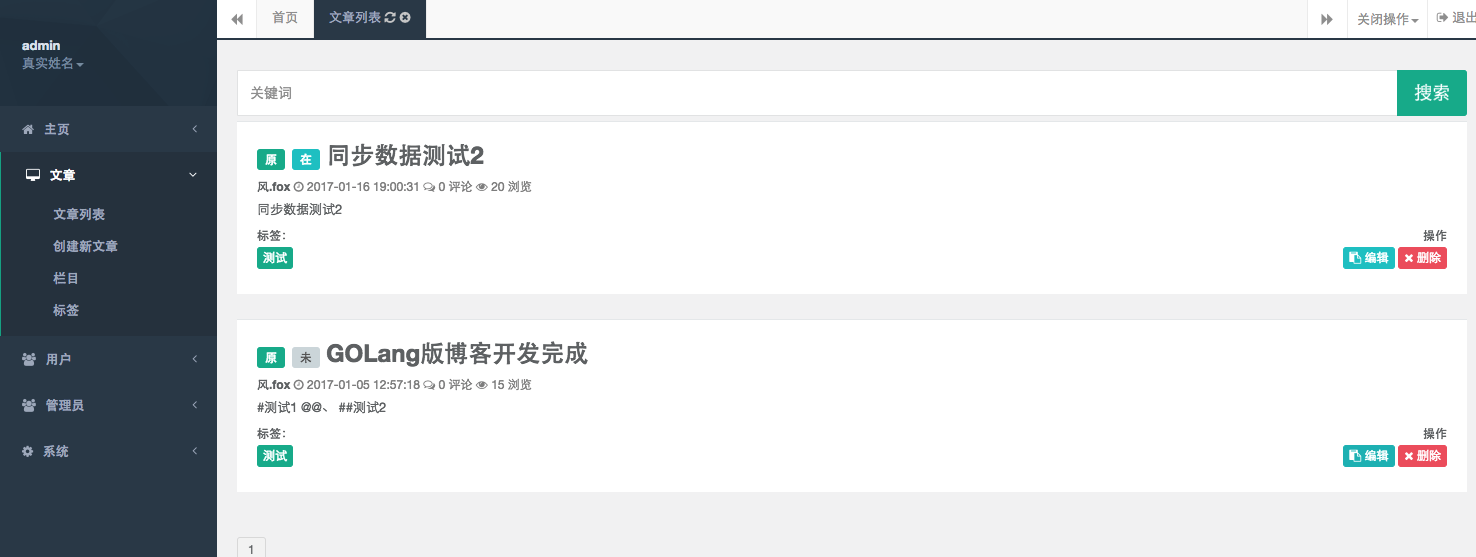 admin
真实姓名
主页
文章
文章列表
创建新文章
栏目
标签
用户
管理员
系统
首页
文章列表
关闭操作
退出
关键词
搜索
原 在 同步数据测试2
风.fox 2017-01-16 19:00:31 0 评论 20 浏览
同步数据测试2
标签: 操作
测试 编辑 删除
原 未 GOLang版博客开发完成
风.fox 2017-01-05 12:57:18 0 评论 15 浏览
#测试1 @@、 ##测试2
标签: 操作
测试 编辑 删除
1